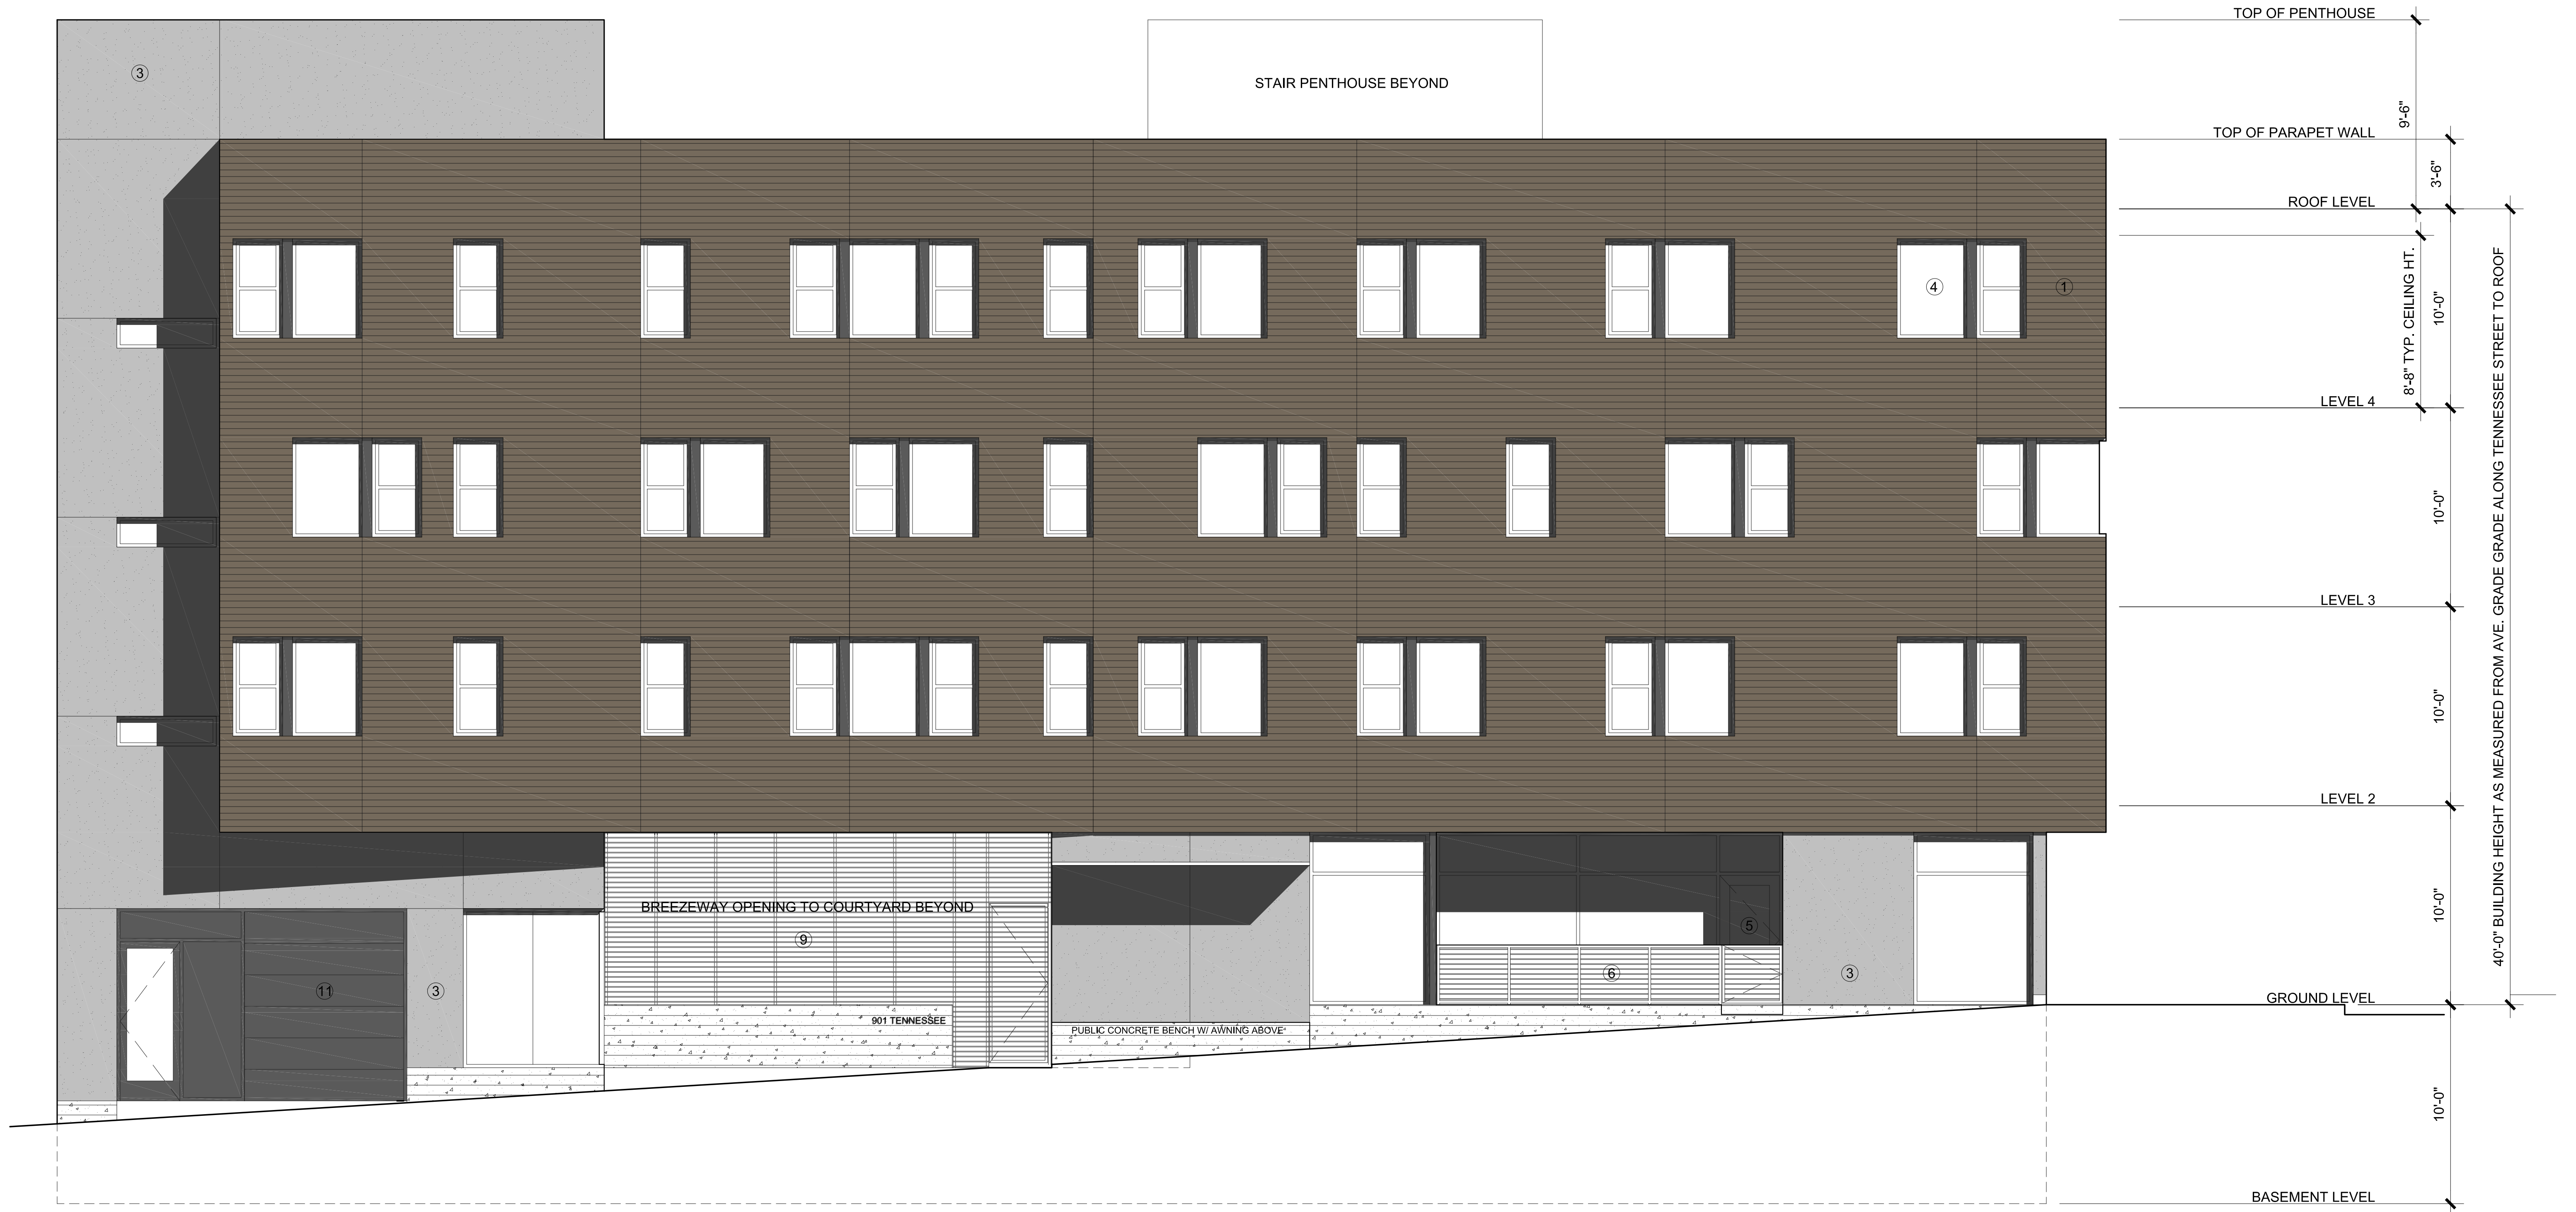 TOP OF PENTHOUSE
③
STAIR PENTHOUSE BEYOND
9'-6"
TOP OF PARAPET WALL
3'-6"
ROOF LEVEL
④
①
8'-8" TYP. CEILING HT.
10'-0"
40'-0" BUILDING HEIGHT AS MEASURED FROM AVE. GRADE GRADE ALONG TENNESSEE STREET TO ROOF
LEVEL 4
10'-0"
LEVEL 3
10'-0"
LEVEL 2
10'-0"
BREEZEWAY OPENING TO COURTYARD BEYOND
⑨
⑤
⑪
③
⑥
③
GROUND LEVEL
901 TENNESSEE
PUBLIC CONCRETE BENCH W/ AWNING ABOVE
10'-0"
BASEMENT LEVEL